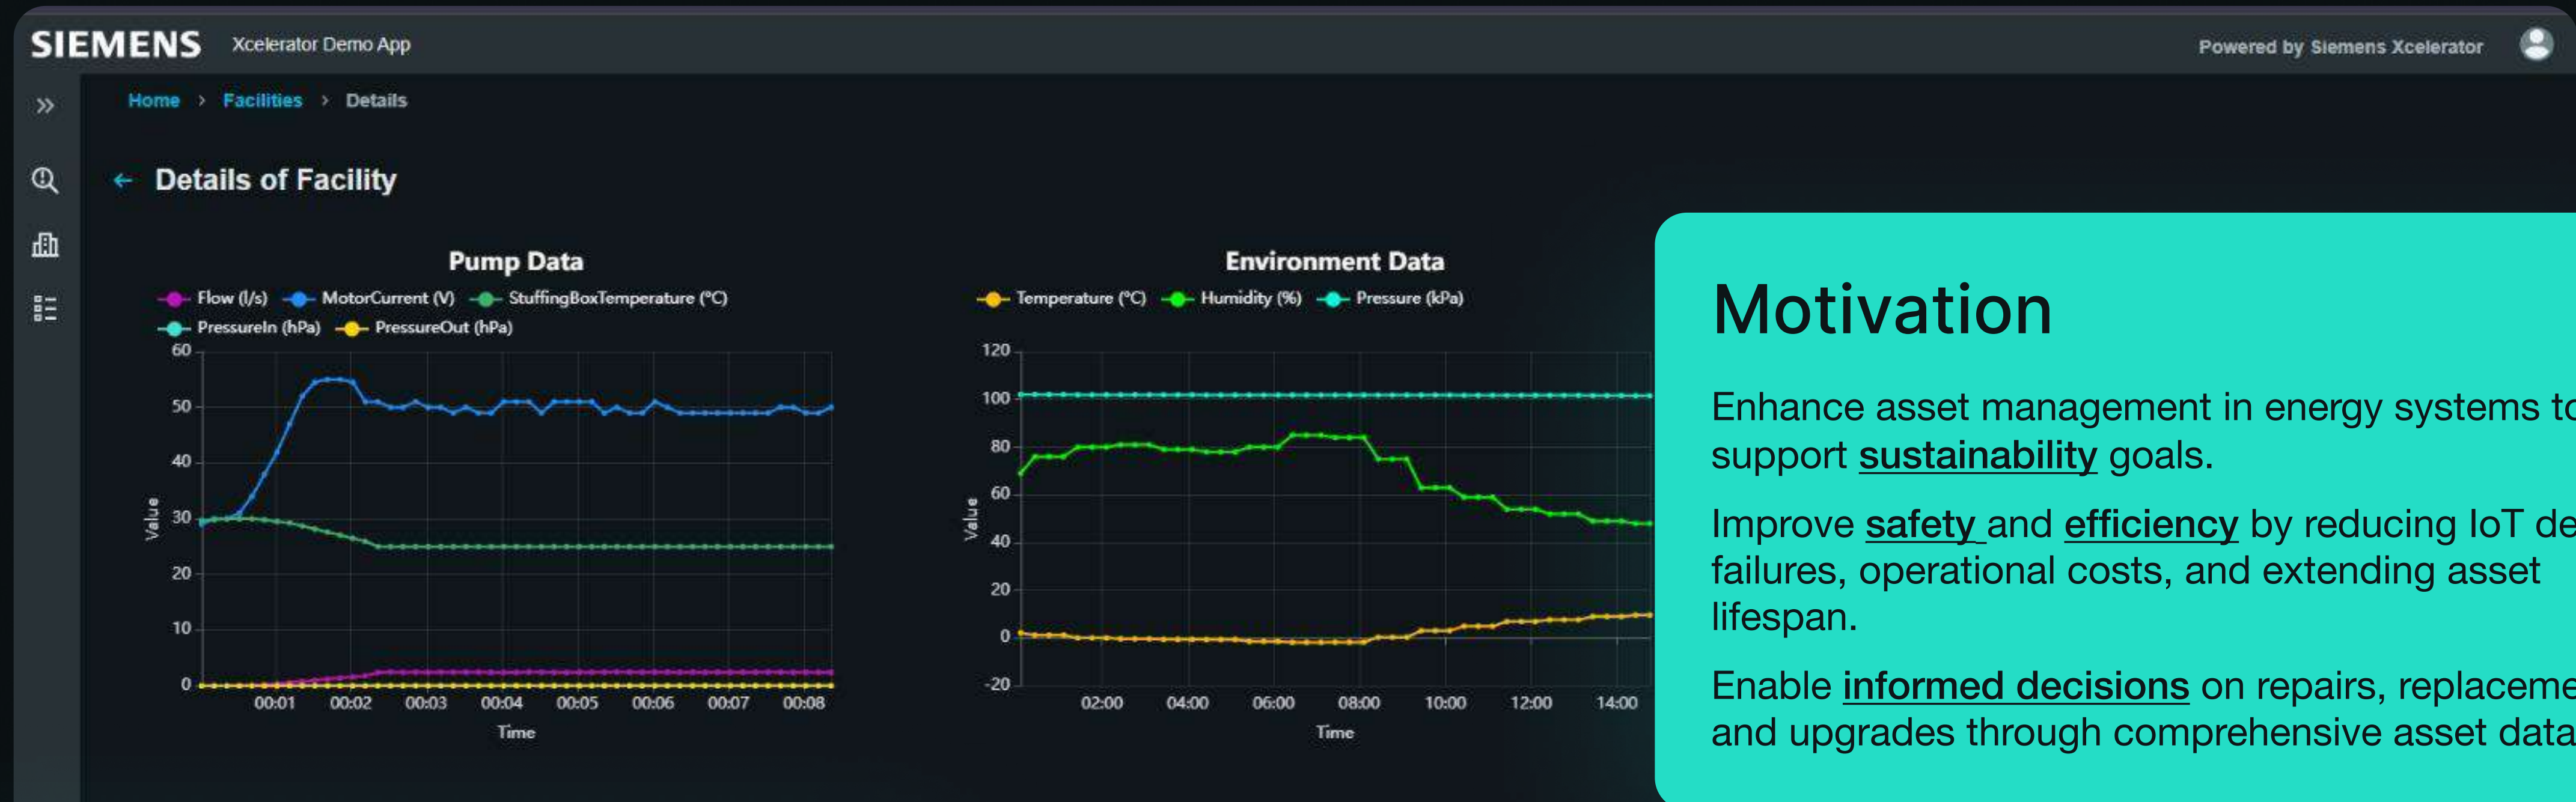 SIEMENS Xcelerator Demo App
Powered by Siemens Xcelerator
Home > Facilities > Details
← Details of Facility
Pump Data
Flow (l/s) MotorCurrent (V) StuffingBoxTemperature (°C)
PressureIn (hPa) PressureOut (hPa)
60
50
40
30
20
10
0
Value
00:01 00:02 00:03 00:04 00:05 00:06 00:07 00:08
Time
Environment Data
Temperature (°C) Humidity (%) Pressure (kPa)
120
100
80
60
40
20
0
-20
Value
02:00 04:00 06:00 08:00 10:00 12:00 14:00
Time
Motivation
Enhance asset management in energy systems to
support sustainability goals.
Improve safety and efficiency by reducing IoT de
failures, operational costs, and extending asset
lifespan.
Enable informed decisions on repairs, replaceme
and upgrades through comprehensive asset data